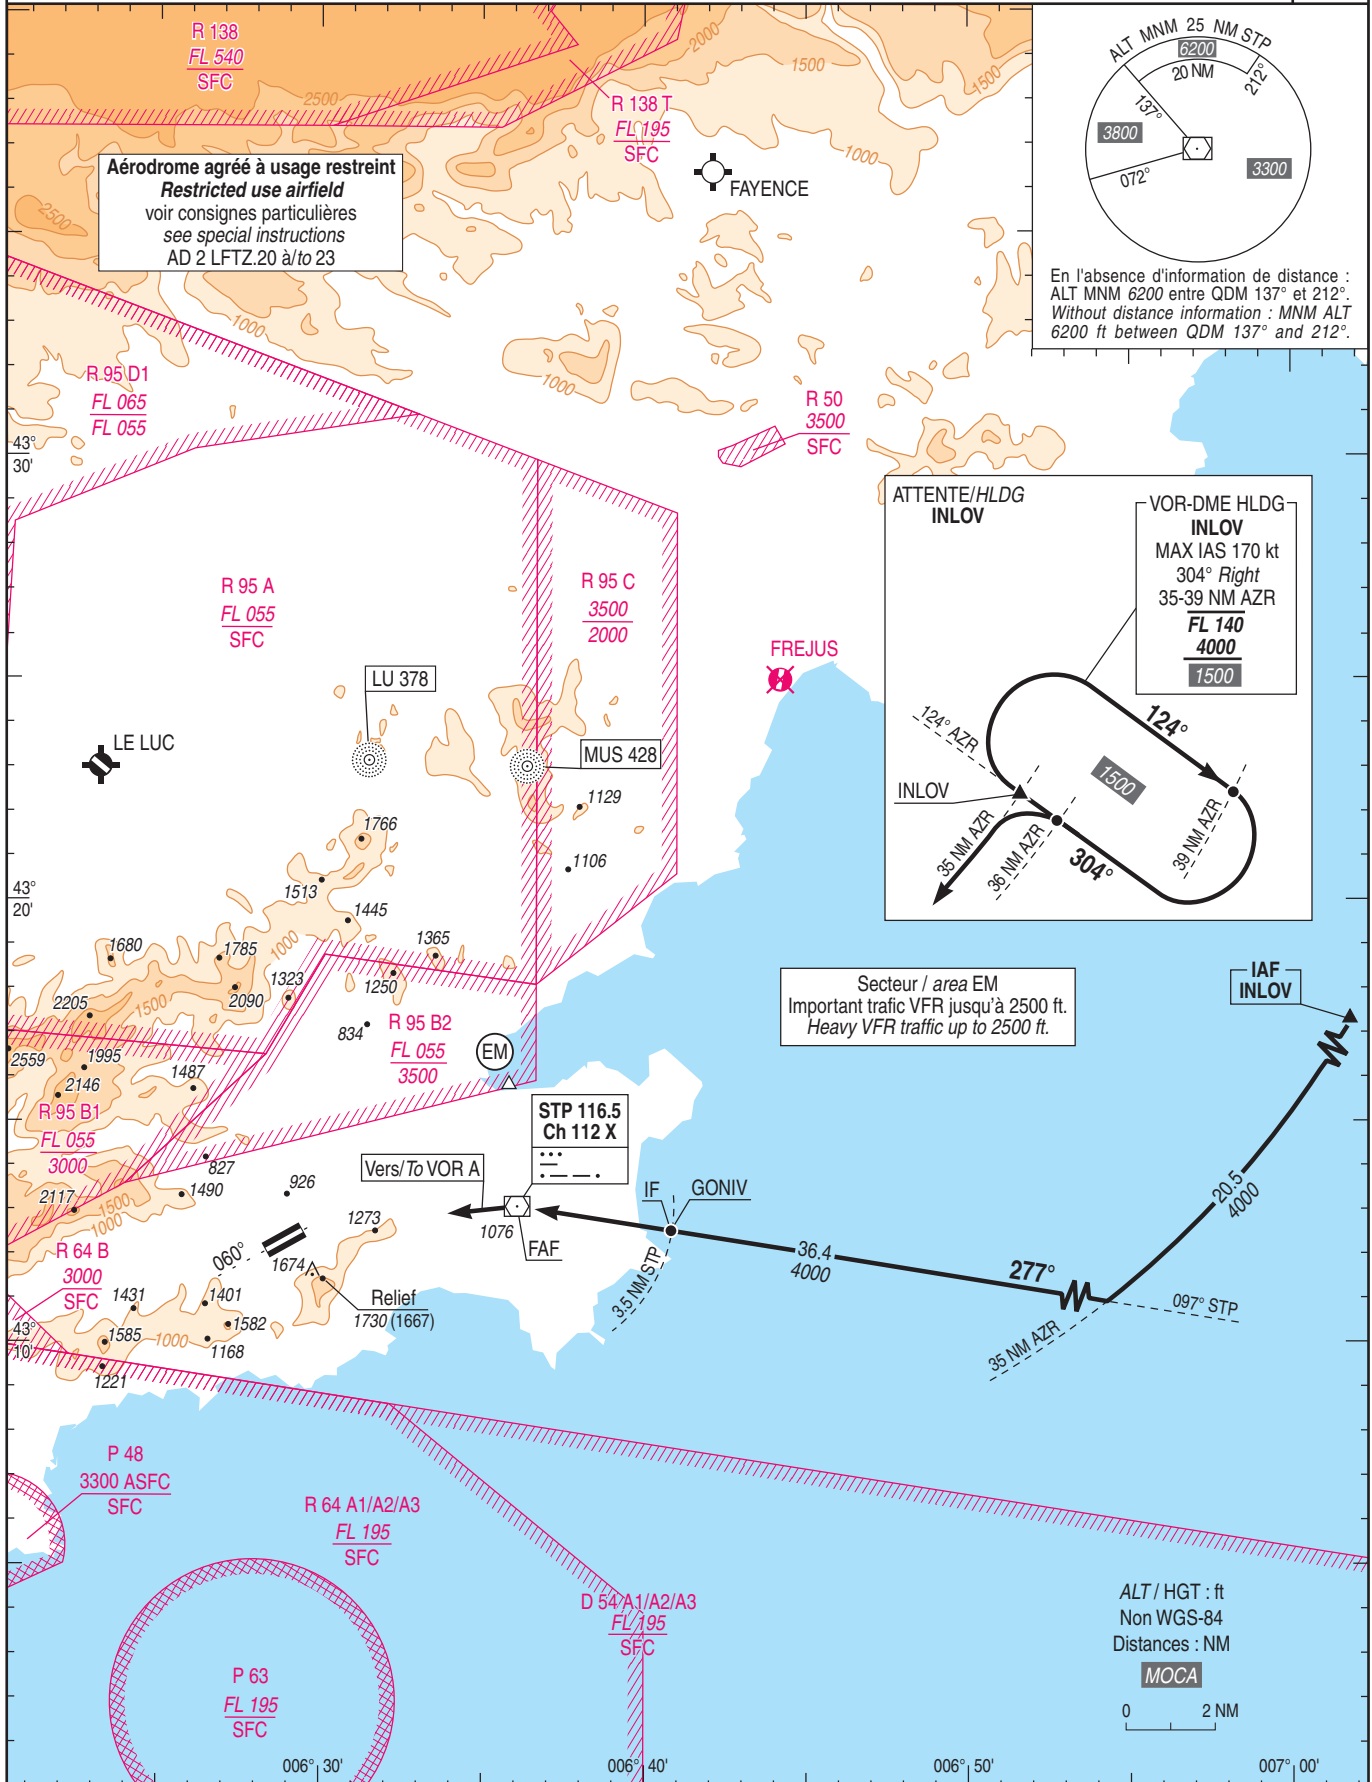 R 138
FL 540
SFC
2500
2000
1500
1500
1000
R 138 T
FL 195
SFC
FAYENCE
Aérodrome agréé à usage restreint
Restricted use airfield
voir consignes particulières
see special instructions
AD 2 LFTZ.20 à/to 23
2500
1000
1000
ALT MNM 25 NM STP
6200
20 NM
212°
137°
3800
072°
3300
En l'absence d'information de distance :
ALT MNM 6200 entre QDM 137° et 212°.
Without distance information : MNM ALT
6200 ft between QDM 137° and 212°.
R 95 D1
FL 065
FL 055
43°
30'
R 50
3500
SFC
ATTENTE/HLDG
INLOV
VOR-DME HLDG
INLOV
MAX IAS 170 kt
304° Right
35-39 NM AZR
FL 140
4000
1500
124° AZR
124°
INLOV
1500
35 NM AZR
36 NM AZR
304°
39 NM AZR
R 95 A
FL 055
SFC
R 95 C
3500
2000
FREJUS
LU 378
LE LUC
MUS 428
1129
1766
1106
1513
43°
20'
1445
1000
1680
1785
1365
1323
1250
2090
1500
2205
834
R 95 B2
FL 055
3500
EM
Secteur / area EM
Important trafic VFR jusqu'à 2500 ft.
Heavy VFR traffic up to 2500 ft.
IAF
INLOV
2559
1995
2146
1487
R 95 B1
FL 055
3000
STP 116.5
Ch 112 X
827
Vers/To VOR A
1490
926
2117
1500
1000
1273
1076
FAF
IF
GONIV
20.5
4000
060°
1674
36.4
4000
277°
3.5 NM STP
097° STP
35 NM AZR
R 64 B
3000
SFC
1431
1401
Relief
1730 (1667)
1582
43°
10'
1585
1000
1168
1221
P 48
3300 ASFC
SFC
R 64 A1/A2/A3
FL 195
SFC
D 54 A1/A2/A3
FL 195
SFC
P 63
FL 195
SFC
ALT / HGT : ft
Non WGS-84
Distances : NM
MOCA
0 2 NM
006° 30'
006° 40'
006° 50'
007° 00'